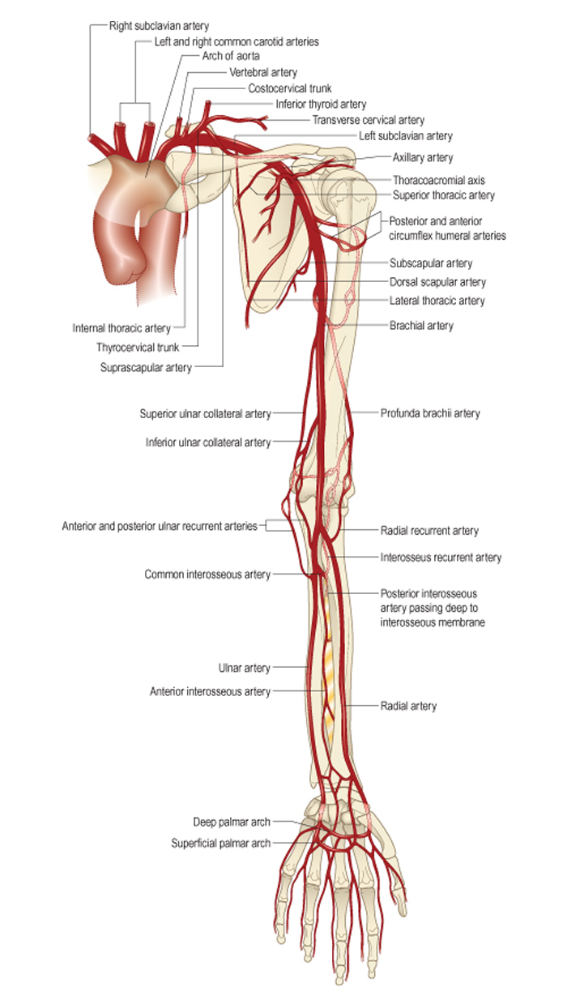 Right subclavian artery
Left and right common carotid arteries
Arch of aorta
Vertebral artery
Costocervical trunk
Inferior thyroid artery
Transverse cervical artery
Left subclavian artery
Axillary artery
Thoracoacromial axis
Superior thoracic artery
Posterior and anterior
circumflex humeral arteries
Subscapular artery
Dorsal scapular artery
Lateral thoracic artery
Brachial artery
Internal thoracic artery
Thyrocervical trunk
Suprascapular artery
Superior ulnar collateral artery
Profunda brachii artery
Inferior ulnar collateral artery
Anterior and posterior ulnar recurrent arteries
Radial recurrent artery
Interosseus recurrent artery
Common interosseous artery
Posterior interosseous
artery passing deep to
interosseous membrane
Ulnar artery
Anterior interosseous artery
Radial artery
Deep palmar arch
Superficial palmar arch